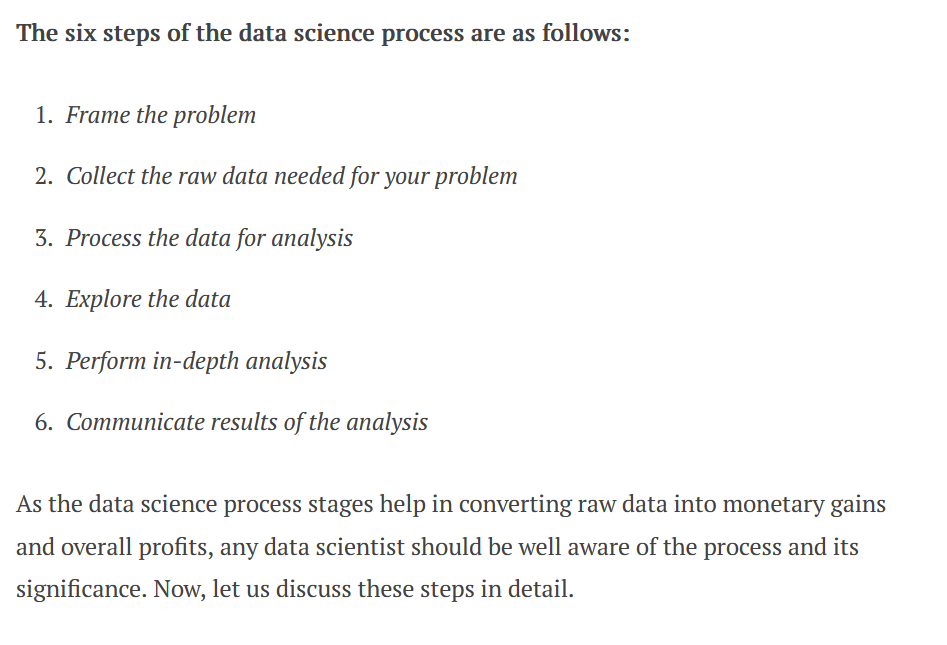 The six steps of the data science process are as follows:
1. Frame the problem
2. Collect the raw data needed for your problem
3. Process the data for analysis
4. Explore the data
5. Perform in-depth analysis
6. Communicate results of the analysis
As the data science process stages help in converting raw data into monetary gains
and overall profits, any data scientist should be well aware of the process and its
significance. Now, let us discuss these steps in detail.